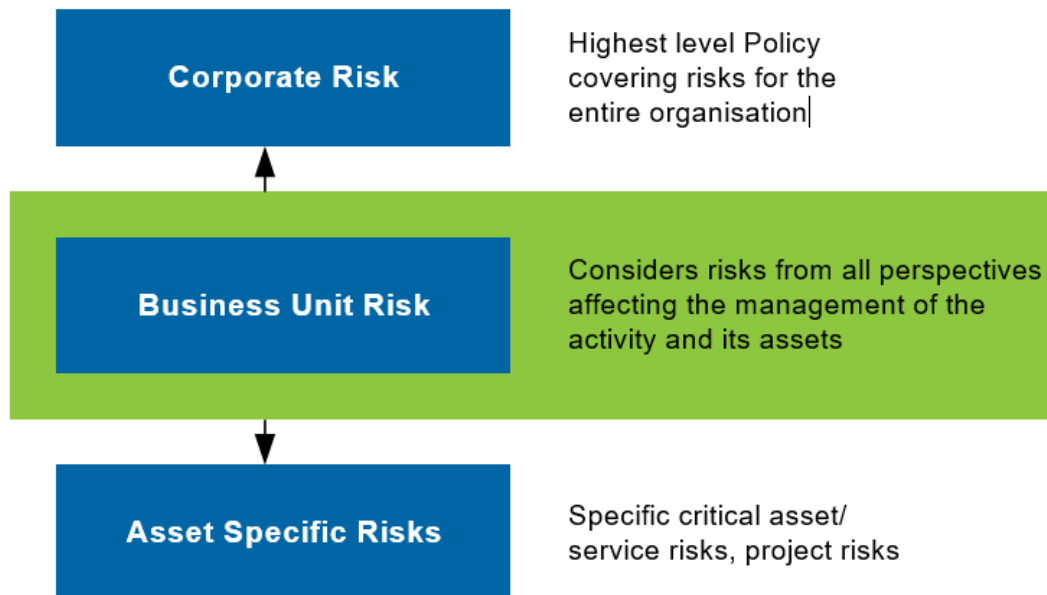 Corporate Risk
Highest level Policy
covering risks for the
entire organisation
Business Unit Risk
Considers risks from all perspectives
affecting the management of the
activity and its assets
Asset Specific Risks
Specific critical asset/
service risks, project risks